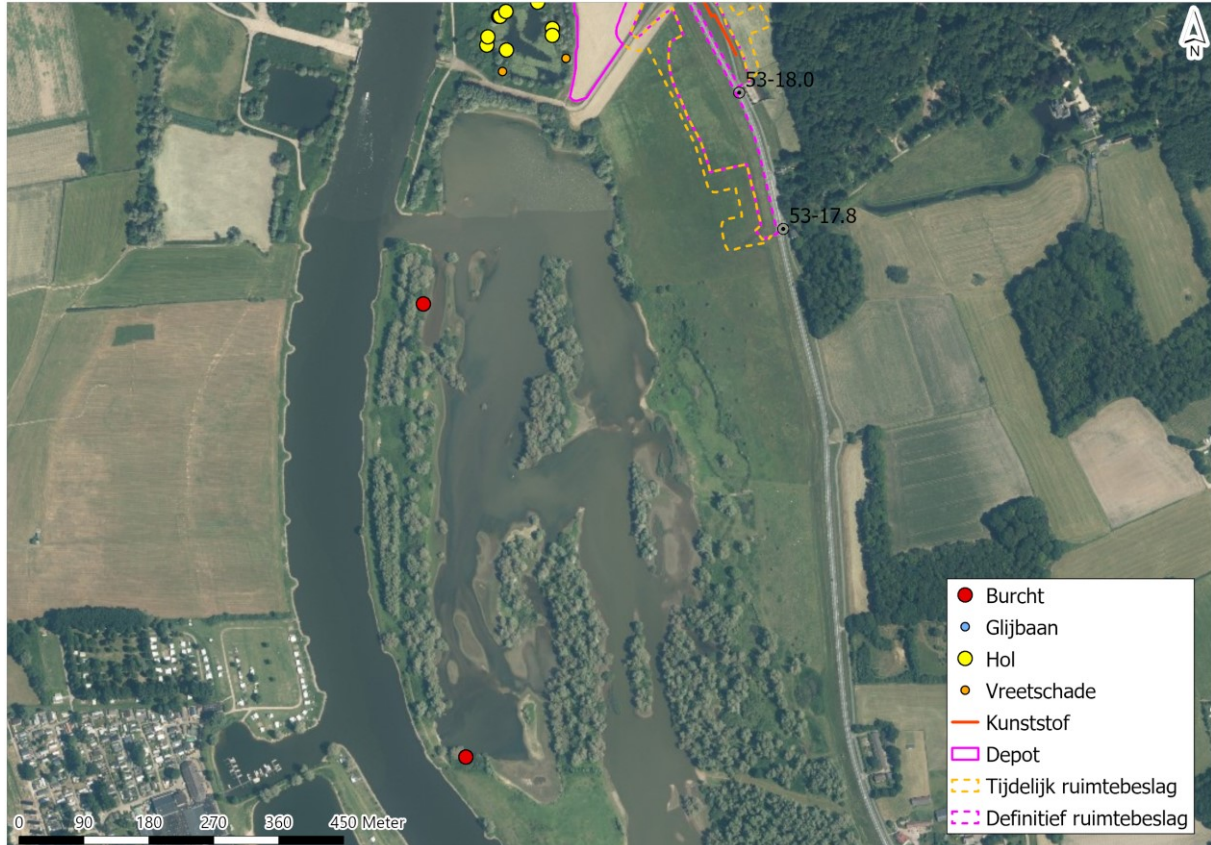 N
53-18.0
53-17.8
Burcht
Glijbaan
Hol
Vreetschade
Kunststof
Depot
Tijdelijk ruimtebeslag
Definitief ruimtebeslag
0 90 180 270 360 450 Meter